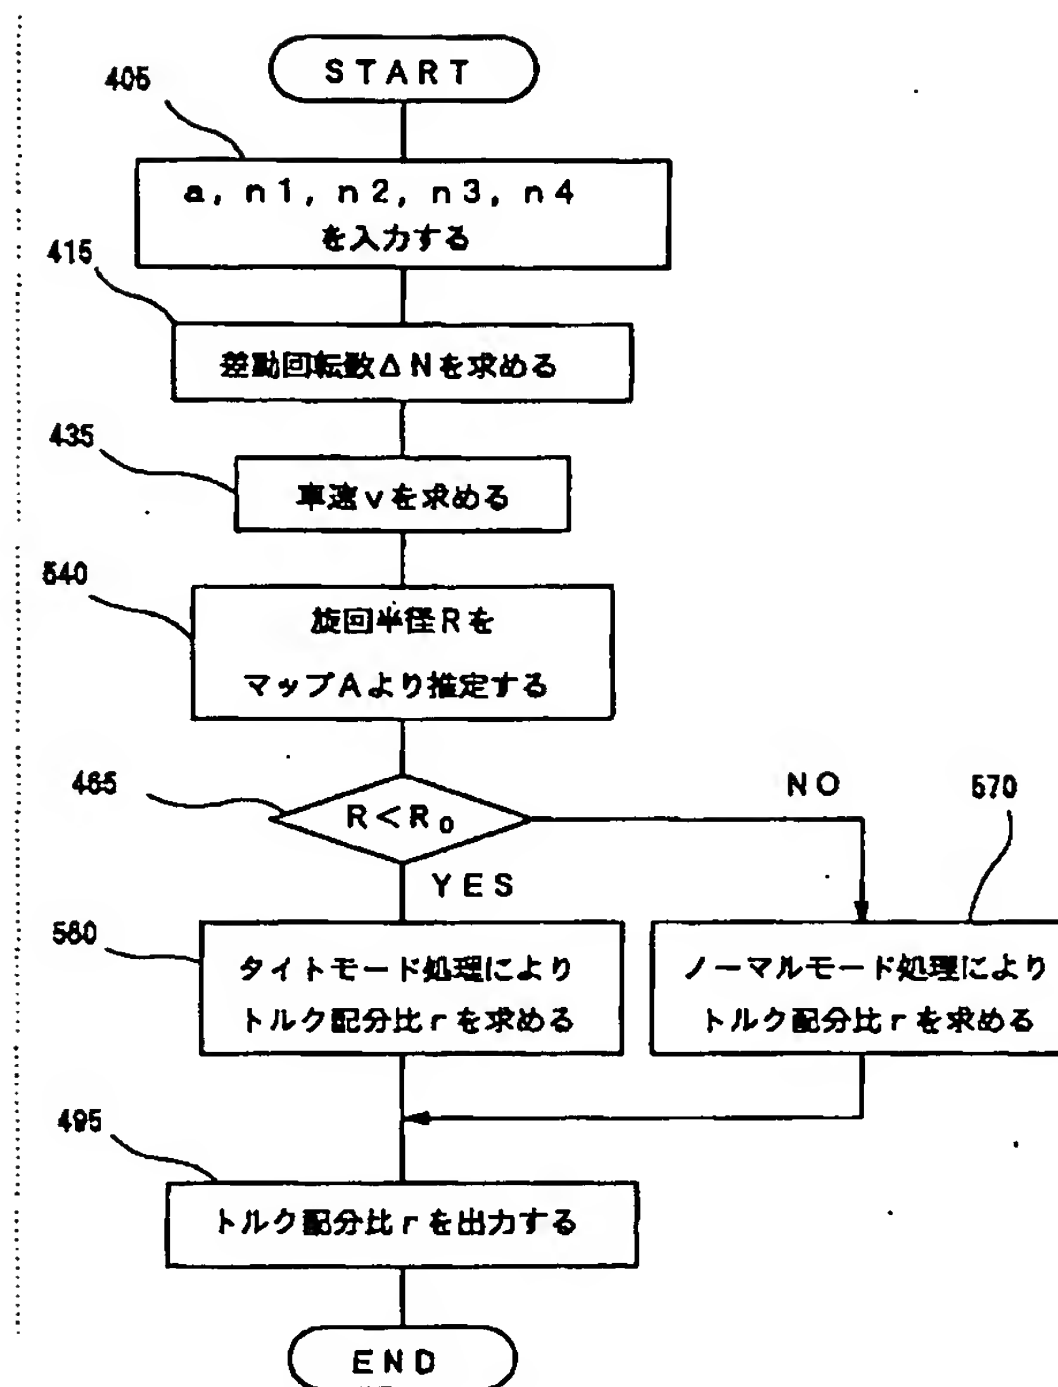 START
405
a, n1, n2, n3, n4
を入力する
415
差動回転数ΔNを求める
435
車速vを求める
540
旋回半径Rを
マップAより推定する
465
R<R₀
NO
YES
570
560
タイトモード処理により
トルク配分比rを求める
ノーマルモード処理により
トルク配分比rを求める
495
トルク配分比rを出力する
END